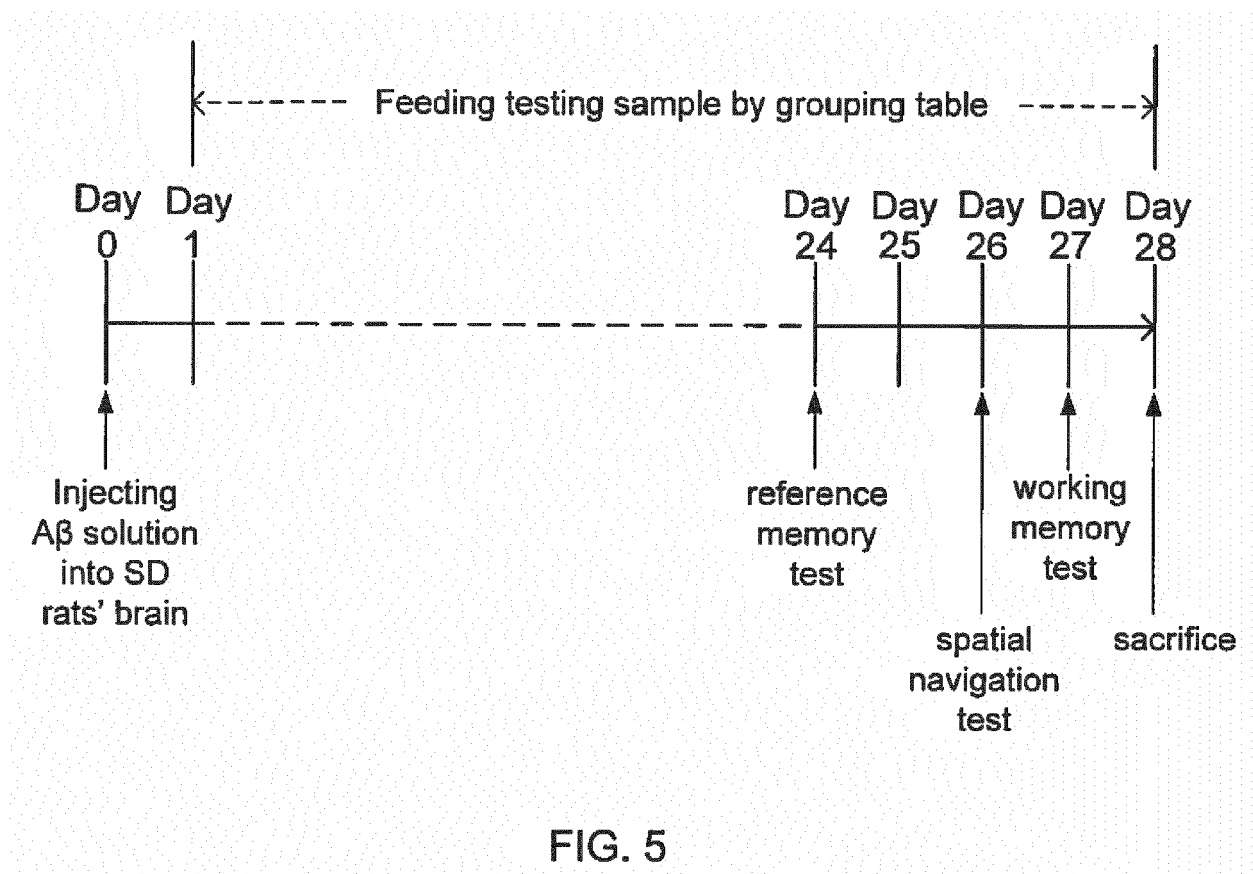 Feeding testing sample by grouping table
Day Day Day Day Day Day Day
0 1 24 25 26 27 28
Injecting
Aβ solution
into SD
rats' brain
reference
memory
test
working
memory
test
spatial
navigation
test
sacrifice
FIG. 5